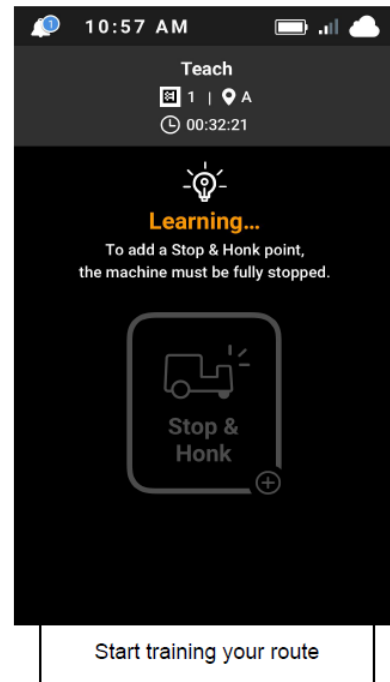 1
10:57 AM
Teach
1 | A
00:32:21
Learning...
To add a Stop & Honk point,
the machine must be fully stopped.
Stop &
Honk
Start training your route